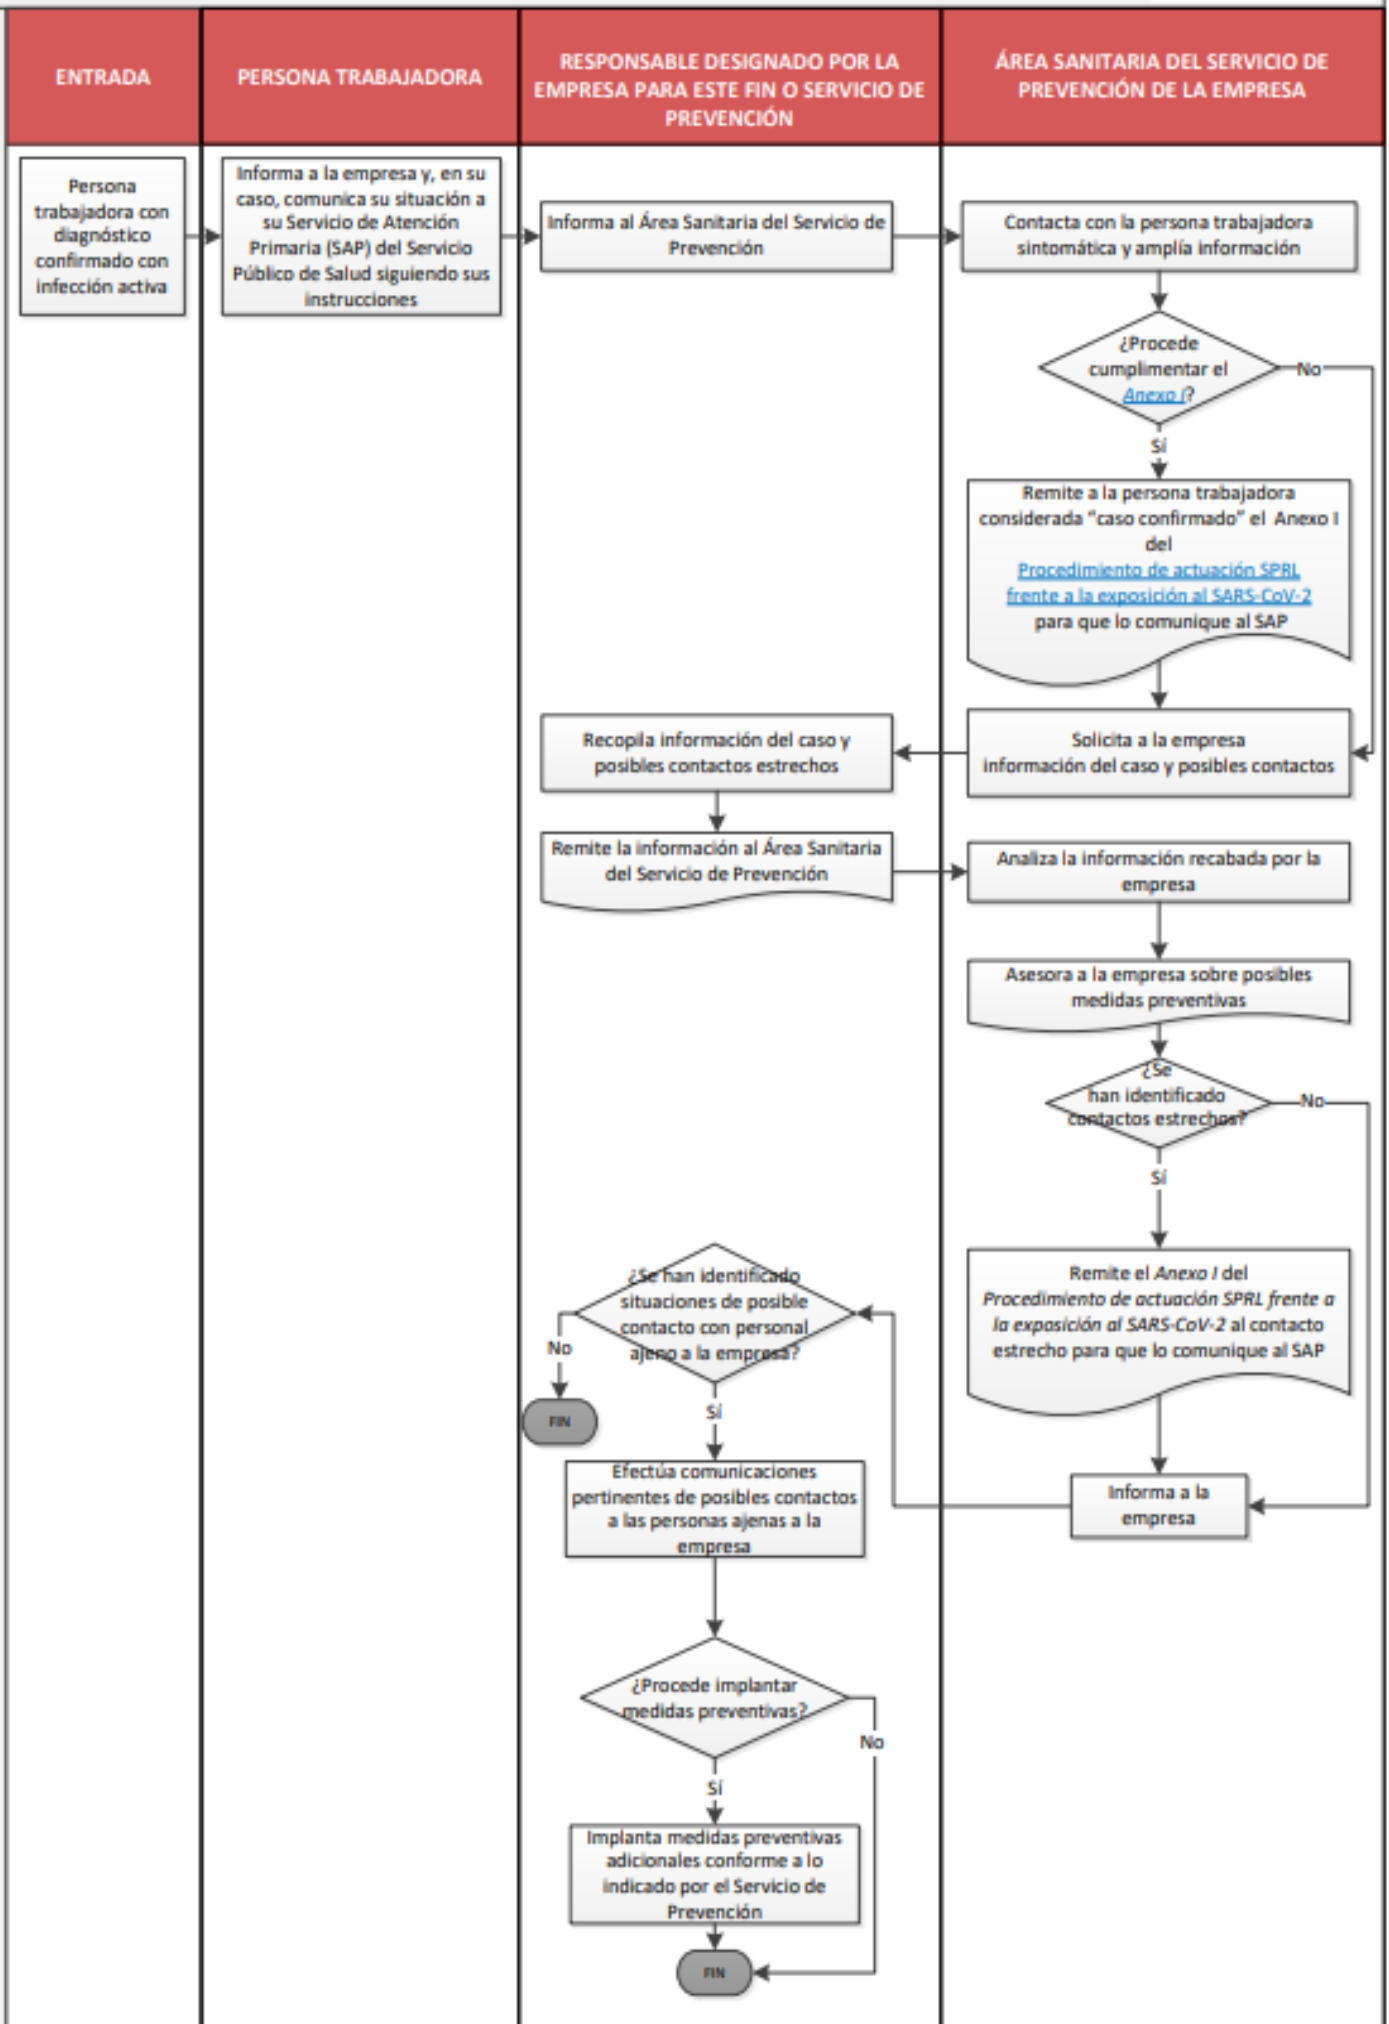 ENTRADA
PERSONA TRABAJADORA
RESPONSABLE DESIGNADO POR LA
EMPRESA PARA ESTE FIN O SERVICIO DE
PREVENCIÓN
ÁREA SANITARIA DEL SERVICIO DE
PREVENCIÓN DE LA EMPRESA
Persona
trabajadora con
diagnóstico
confirmado con
infección activa
Informa a la empresa y, en su
caso, comunica su situación a
su Servicio de Atención
Primaria (SAP) del Servicio
Público de Salud siguiendo sus
instrucciones
Informa al Área Sanitaria del Servicio de
Prevención
Contacta con la persona trabajadora
sintomática y amplía información
¿Procede
cumplimentar el
Anexo I?
No
Sí
Remite a la persona trabajadora
considerada “caso confirmado” el Anexo I
del
Procedimiento de actuación SPRL
frente a la exposición al SARS-CoV-2
para que lo comunique al SAP
Solicita a la empresa
información del caso y posibles contactos
Recopila información del caso y
posibles contactos estrechos
Remite la información al Área Sanitaria
del Servicio de Prevención
Analiza la información recabada por la
empresa
Asesora a la empresa sobre posibles
medidas preventivas
¿Se
han identificado
contactos estrechos?
No
Sí
Remite el Anexo I del
Procedimiento de actuación SPRL frente a
la exposición al SARS-CoV-2 al contacto
estrecho para que lo comunique al SAP
Informa a la
empresa
¿Se han identificado
situaciones de posible
contacto con personal
ajeno a la empresa?
No
FIN
Sí
Efectúa comunicaciones
pertinentes de posibles contactos
a las personas ajenas a la
empresa
¿Procede implantar
medidas preventivas?
No
Sí
Implanta medidas preventivas
adicionales conforme a lo
indicado por el Servicio de
Prevención
FIN